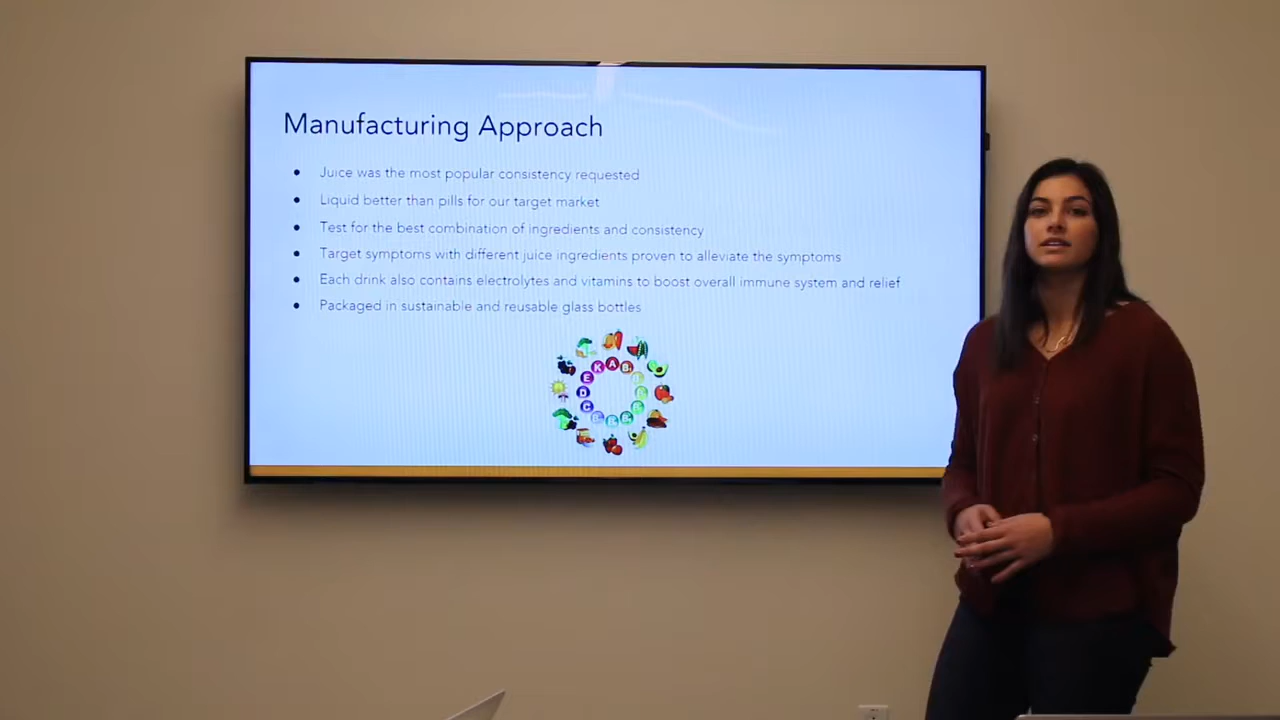 Manufacturing Approach
● Juice was the most popular consistency requested
● Liquid better than pills for our target market
● Test for the best combination of ingredients and consistency
● Target symptoms with different juice ingredients proven to alleviate the symptoms
● Each drink also contains electrolytes and vitamins to boost overall immune system and relief
● Packaged in sustainable and reusable glass bottles
K A B
E
D
C